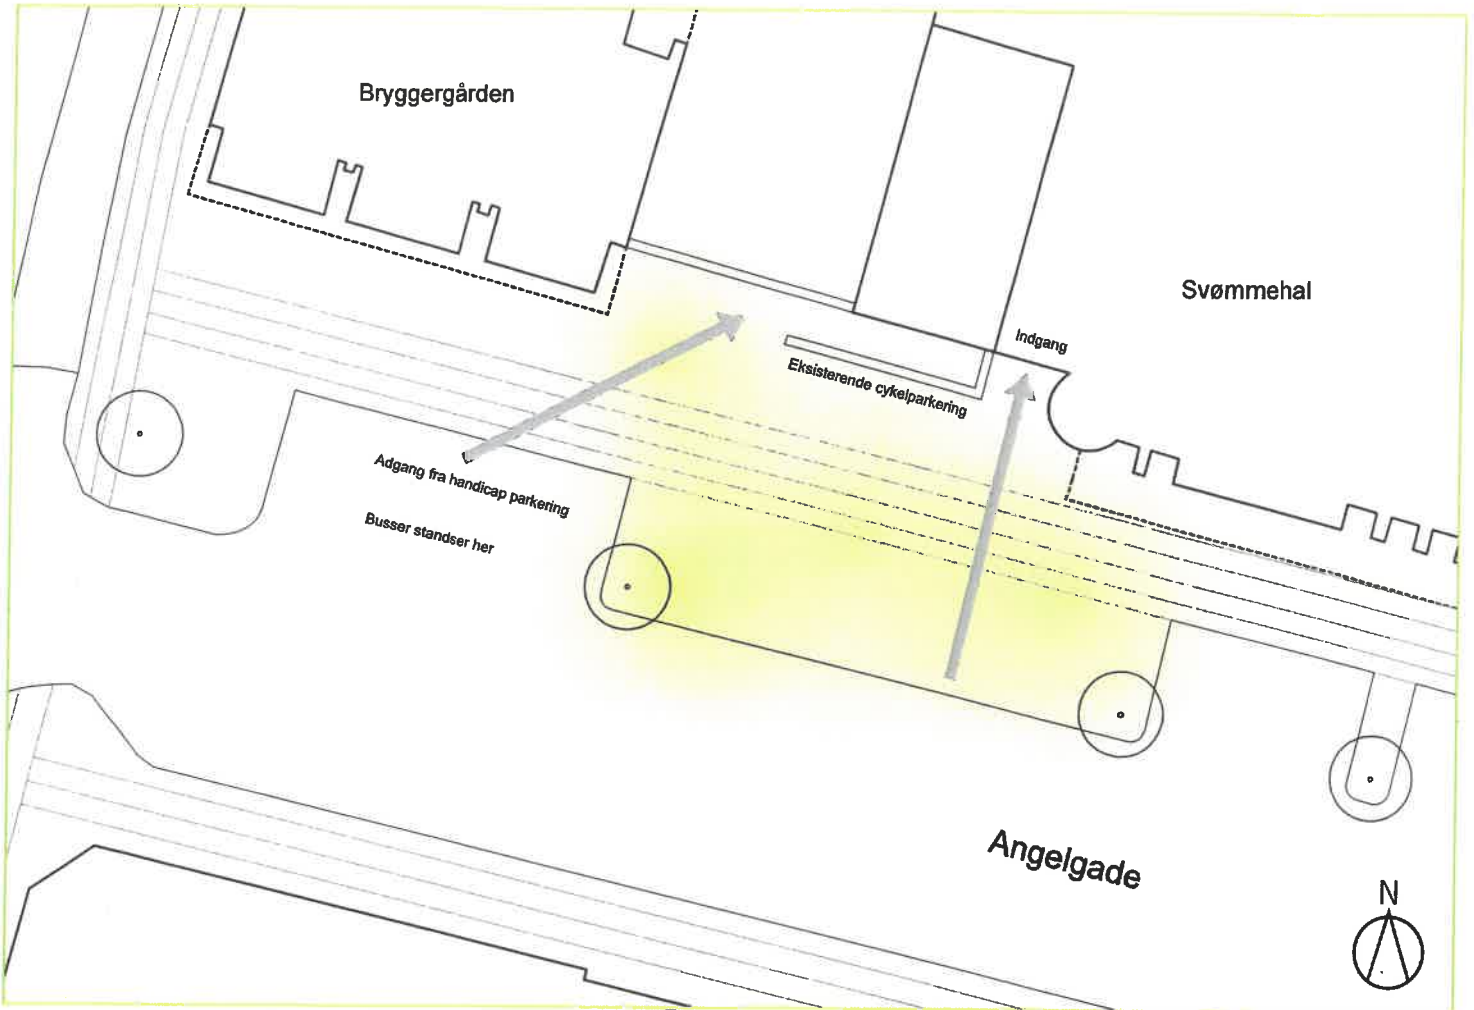 Bryggergården
Svømmehal
Indgang
Eksisterende cykelparkering
Adgang fra handicap parkering
Busser standser her
Angelgade
N